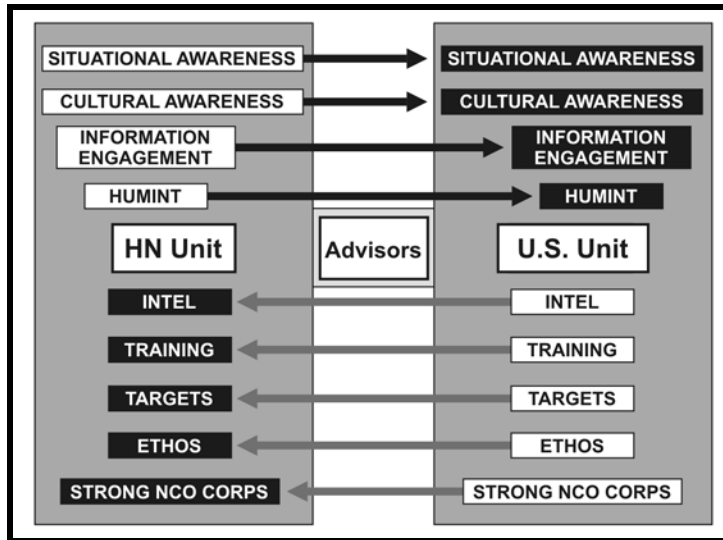 SITUATIONAL AWARENESS SITUATIONAL AWARENESS
CULTURAL AWARENESS CULTURAL AWARENESS
INFORMATION
ENGAGEMENT
INFORMATION
ENGAGEMENT
HUMINT HUMINT
HN Unit Advisors U.S. Unit
INTEL INTEL
TRAINING TRAINING
TARGETS TARGETS
ETHOS ETHOS
STRONG NCO CORPS STRONG NCO CORPS